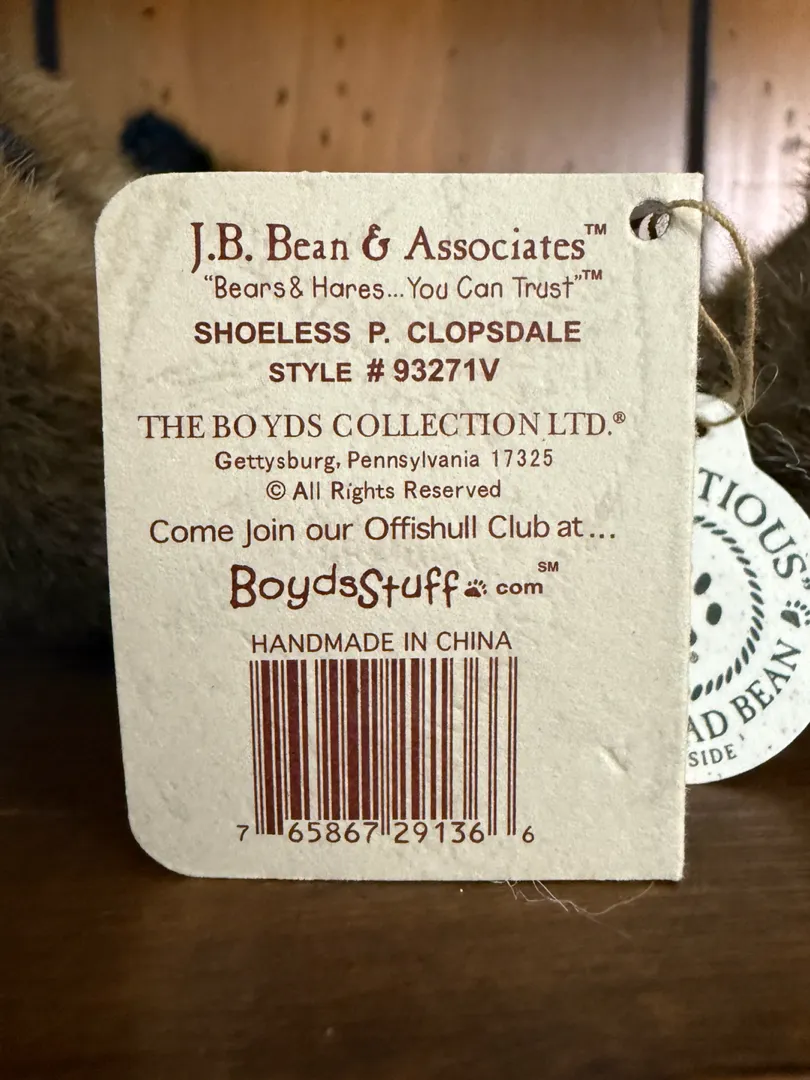 J.B. Bean & Associates™
"Bears & Hares...You Can Trust"™
SHOELESS P. CLOPSDALE
STYLE # 93271V
THE BOYDS COLLECTION LTD.®
Gettysburg, Pennsylvania 17325
© All Rights Reserved
Come Join our Offishull Club at...
BoydsStuff.com℠
HANDMADE IN CHINA
7 65867 29136 6
TIOUS"
AD BEAN
SIDE